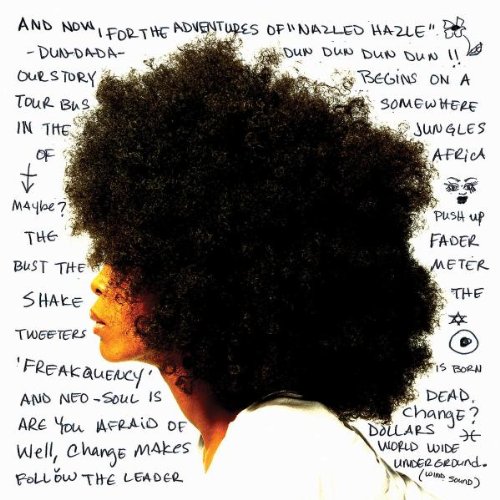 AND NOW, FOR THE ADVENTURES OF "NAZLED HAZLE"
-DUN-DADA- DUN DUN DUN DUN !!
OUR STORY BEGINS ON A
TOUR BUS SOMEWHERE
IN THE JUNGLES
OF AFRICA
MAYBE? PUSH UP
THE FADER
BUST THE METER
SHAKE THE
TWEETERS
'FREAKQUENCY' IS BORN
AND NEO-SOUL IS DEAD.
ARE YOU AFRAID OF Change?
Well, Change MAKES DOLLARS
FOLLOW THE LEADER WORLD WIDE
UNDERGROUND.
(WIND SOUND)